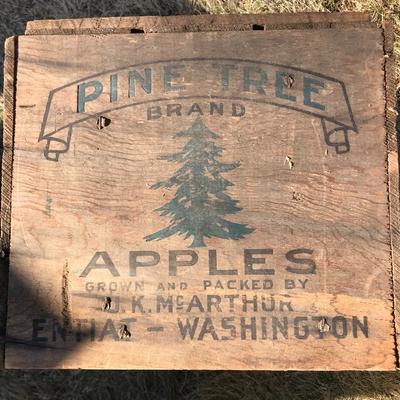 PINE TREE
BRAND
APPLES
GROWN AND PACKED BY
J.K. McARTHUR
ENTIAT - WASHINGTON